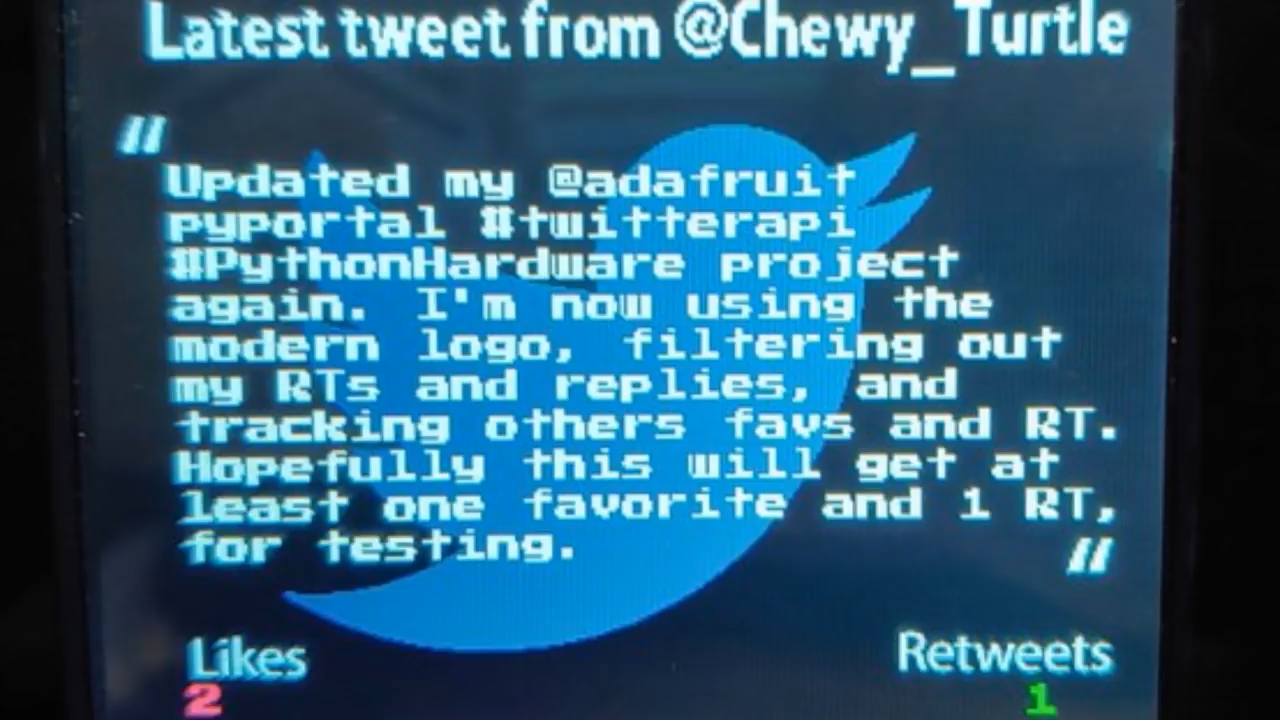 Latest tweet from @Chewy_Turtle
"
Updated my @adafruit
pyportal #twitterapi
#PythonHardware project
again. I'm now using the
modern logo, filtering out
my RTs and replies, and
tracking others favs and RT.
Hopefully this will get at
least one favorite and 1 RT,
for testing.
"
Likes Retweets
2 1